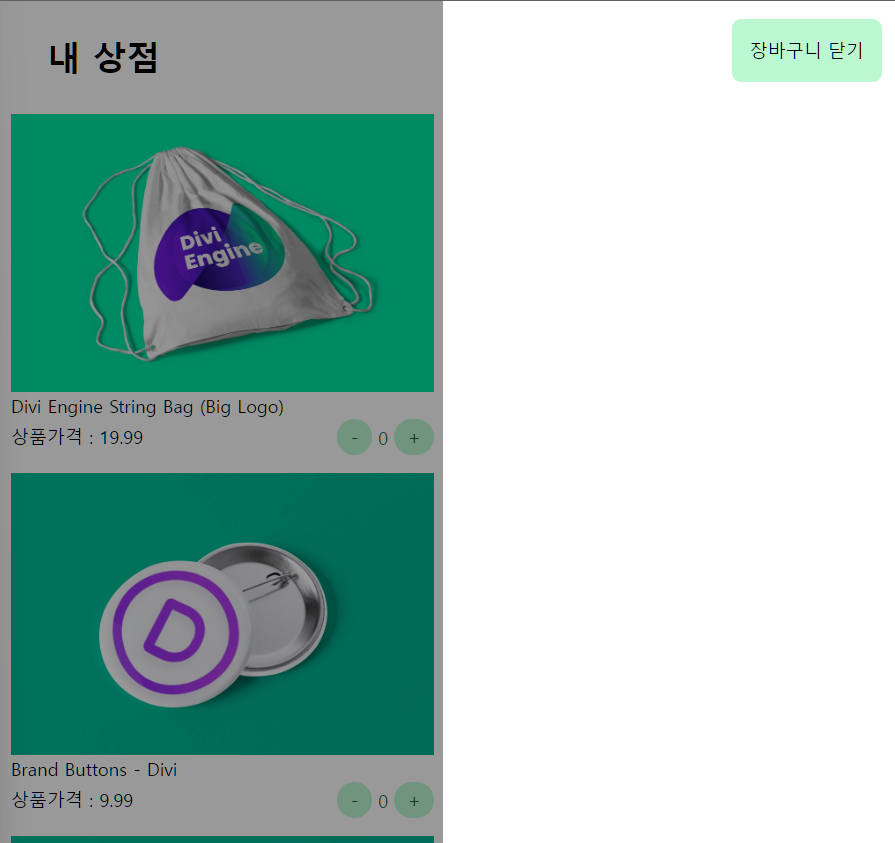 내 상점
장바구니 닫기
Divi
Engine
Divi Engine String Bag (Big Logo)
상품가격 : 19.99
- 0 +
D
Brand Buttons - Divi
상품가격 : 9.99
- 0 +